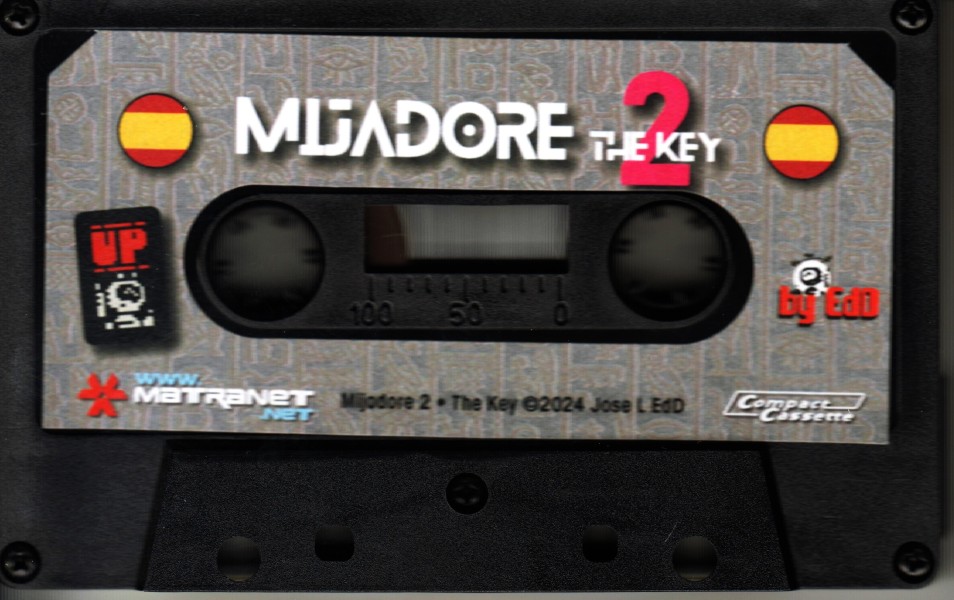 MIJADORE 2
THE KEY
UP
100 50 0
by EdD
www.
MATRANET
.NET
Mijadore 2 • The Key ©2024 Jose L EdD
Compact
Cassette